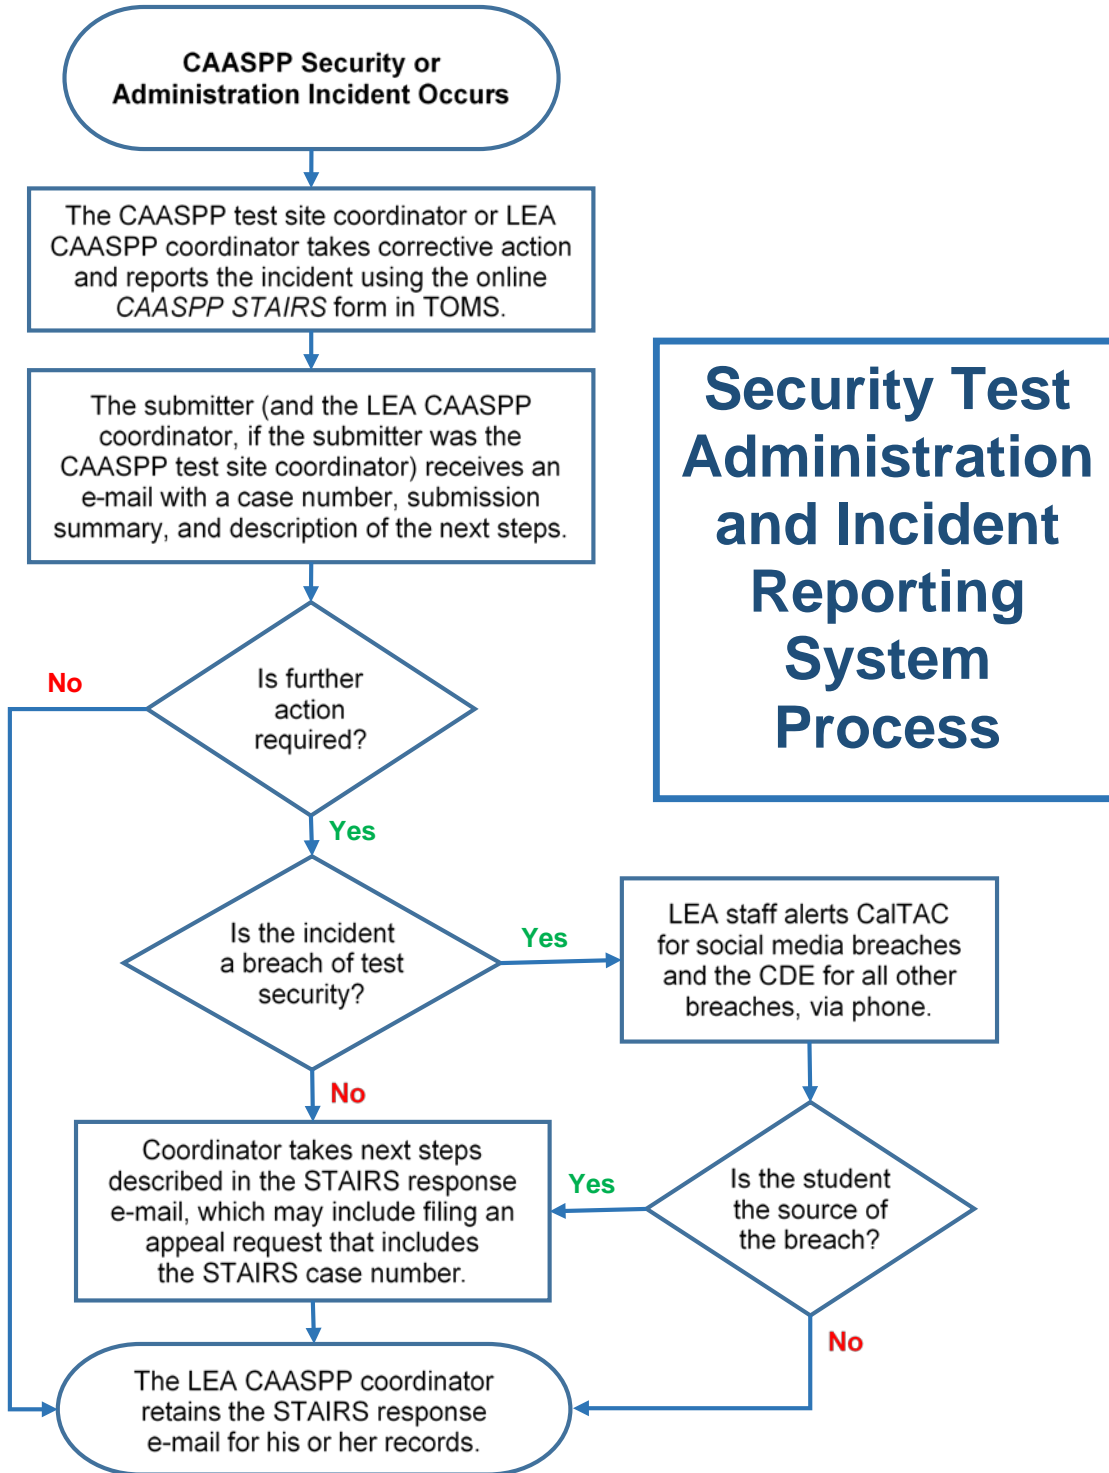 CAASPP Security or
Administration Incident Occurs
The CAASPP test site coordinator or LEA
CAASPP coordinator takes corrective action
and reports the incident using the online
CAASPP STAIRS form in TOMS.
The submitter (and the LEA CAASPP
coordinator, if the submitter was the
CAASPP test site coordinator) receives an
e-mail with a case number, submission
summary, and description of the next steps.
Security Test
Administration
and Incident
Reporting
System
Process
No
Is further
action
required?
Yes
Is the incident
a breach of test
security?
Yes
LEA staff alerts CalTAC
for social media breaches
and the CDE for all other
breaches, via phone.
No
Coordinator takes next steps
described in the STAIRS response
e-mail, which may include filing an
appeal request that includes
the STAIRS case number.
Yes
Is the student
the source of
the breach?
No
The LEA CAASPP coordinator
retains the STAIRS response
e-mail for his or her records.